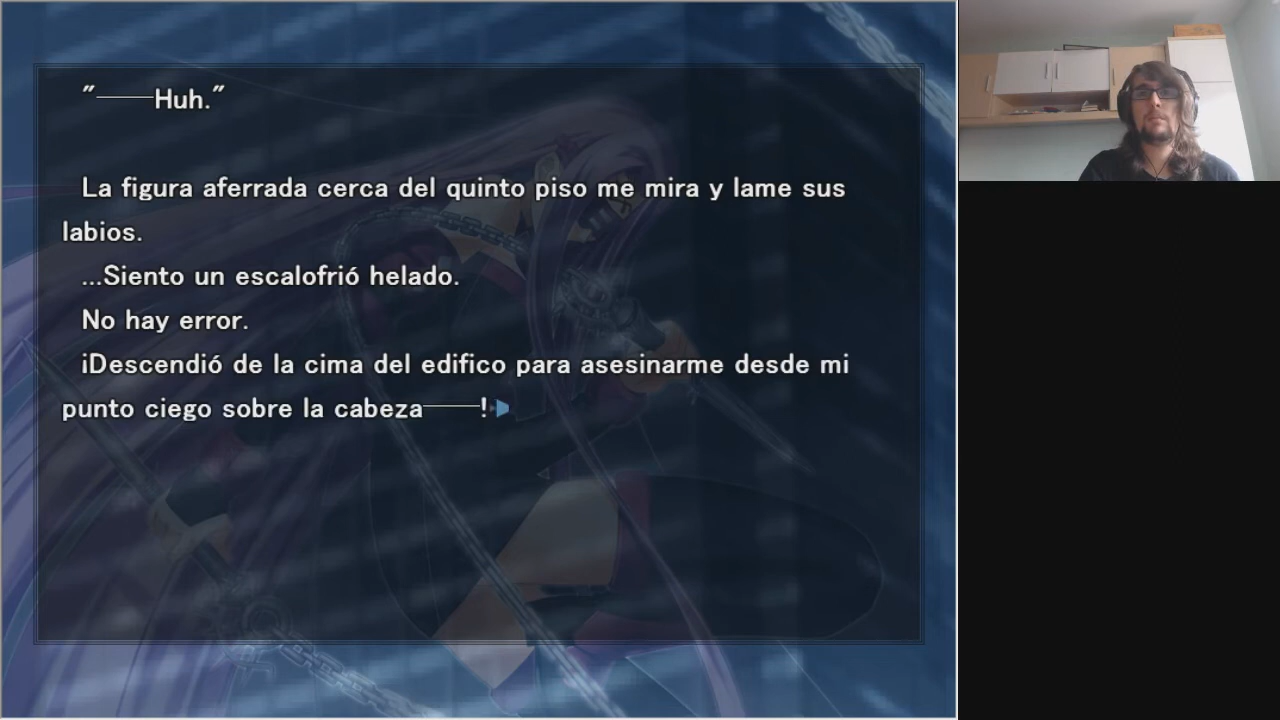 "――Huh."
La figura aferrada cerca del quinto piso me mira y lame sus
labios.
...Siento un escalofrió helado.
No hay error.
¡Descendió de la cima del edifico para asesinarme desde mi
punto ciego sobre la cabeza――!